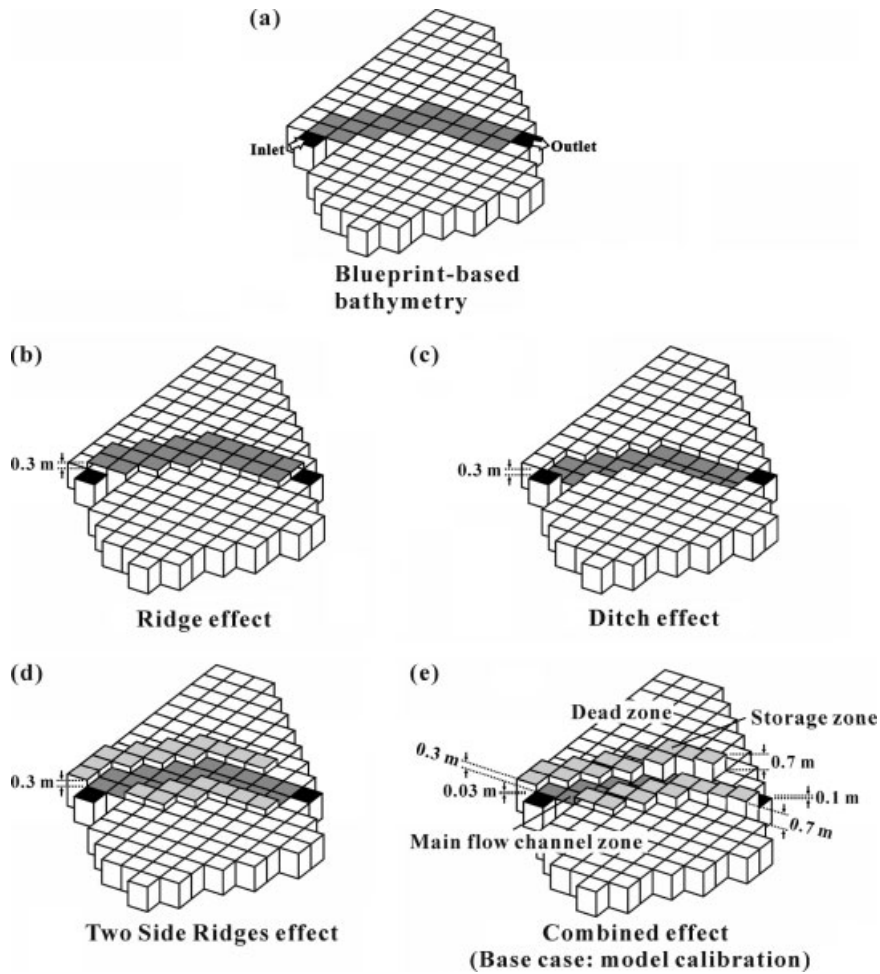 (a)
Inlet
Outlet
Blueprint-based
bathymetry
(b)
0.3 m
Ridge effect
(c)
0.3 m
Ditch effect
(d)
0.3 m
Two Side Ridges effect
(e)
Dead zone
Storage zone
0.3 m
0.7 m
0.03 m
0.1 m
0.7 m
Main flow channel zone
Combined effect
(Base case: model calibration)